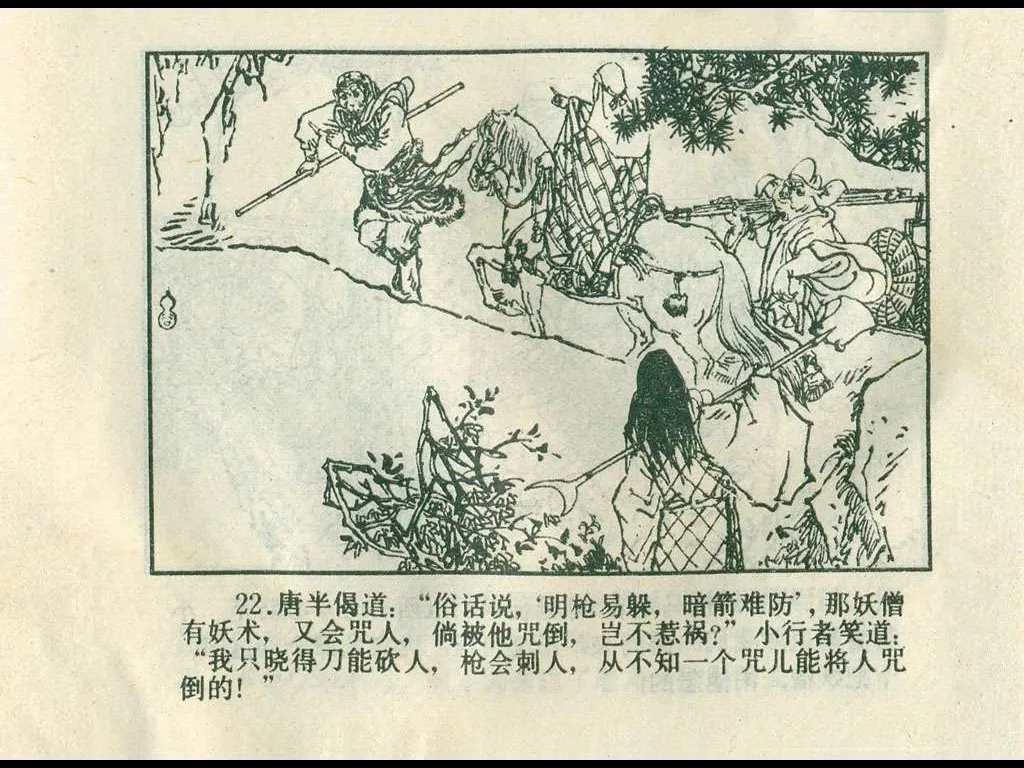 22.唐半偈道：“俗话说，‘明枪易躲，暗箭难防’，那妖僧
有妖术，又会咒人，倘被他咒倒，岂不惹祸？”小行者笑道：
“我只晓得刀能砍人，枪会刺人，从不知一个咒儿能将人咒
倒的！”